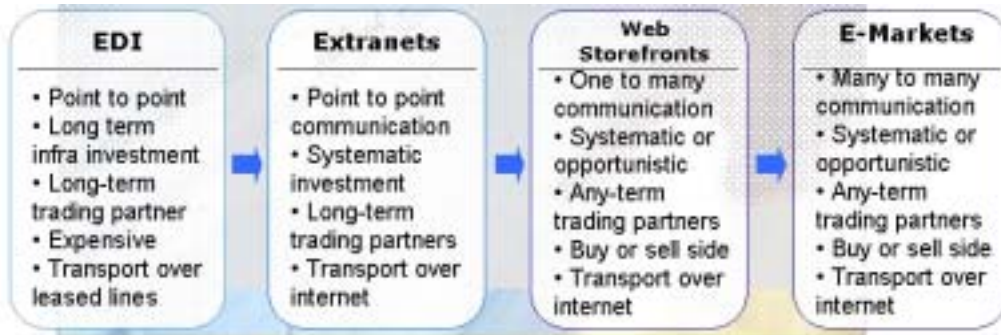 EDI
• Point to point
• Long term
infra investment
• Long-term
trading partner
• Expensive
• Transport over
leased lines
Extranets
• Point to point
communication
• Systematic
investment
• Long-term
trading partners
• Transport over
internet
Web
Storefronts
• One to many
communication
• Systematic or
opportunistic
• Any-term
trading partners
• Buy or sell side
• Transport over
internet
E-Markets
• Many to many
communication
• Systematic or
opportunistic
• Any-term
trading partners
• Buy or sell side
• Transport over
internet